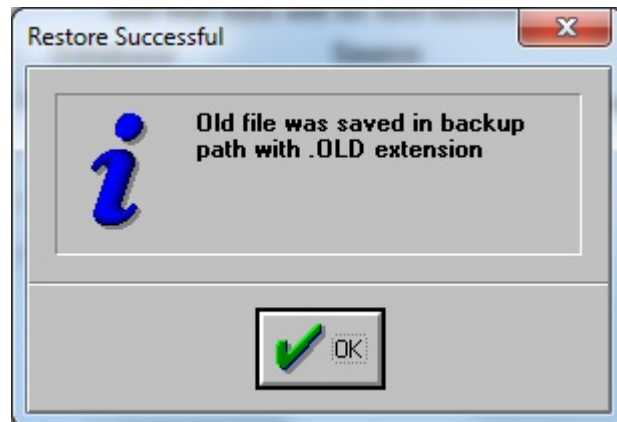 Restore Successful
Old file was saved in backup
path with .OLD extension
OK